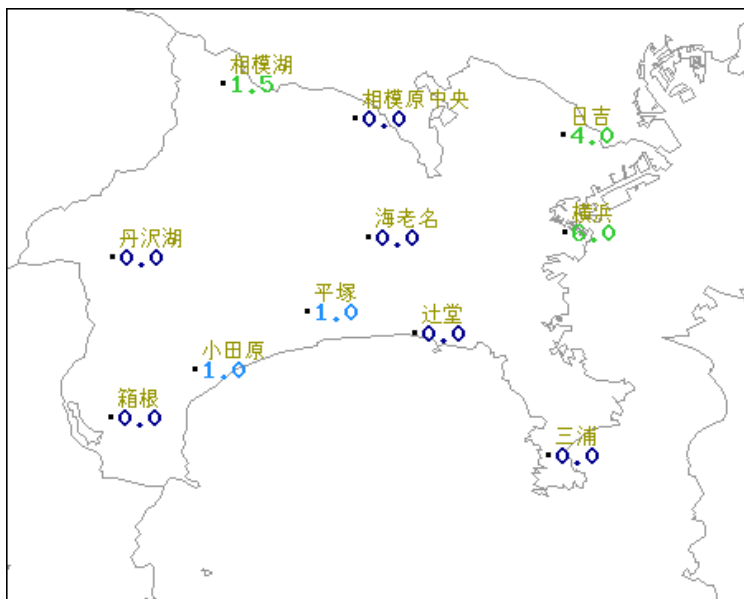 相模湖
1.5
相模原中央
0.0
日吉
4.0
横浜
6.0
海老名
0.0
丹沢湖
0.0
平塚
1.0
辻堂
0.0
小田原
1.0
箱根
0.0
三浦
0.0